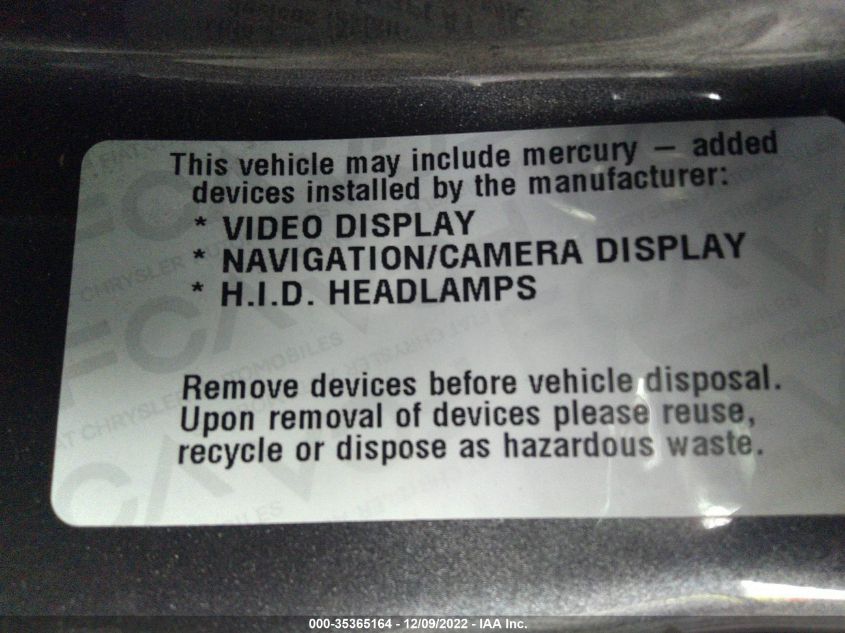 This vehicle may include mercury — added
devices installed by the manufacturer:
* VIDEO DISPLAY
* NAVIGATION/CAMERA DISPLAY
* H.I.D. HEADLAMPS
Remove devices before vehicle disposal.
Upon removal of devices please reuse,
recycle or dispose as hazardous waste.
000-35365164 - 12/09/2022 - IAA Inc.